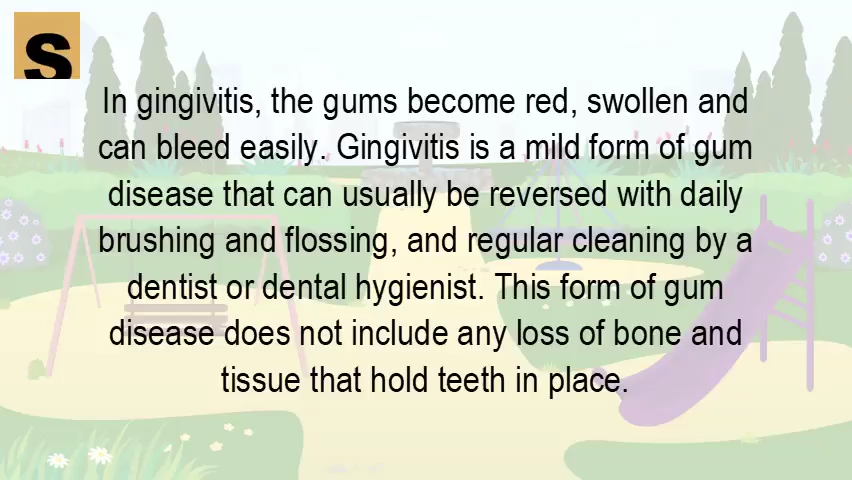 S
In gingivitis, the gums become red, swollen and
can bleed easily. Gingivitis is a mild form of gum
disease that can usually be reversed with daily
brushing and flossing, and regular cleaning by a
dentist or dental hygienist. This form of gum
disease does not include any loss of bone and
tissue that hold teeth in place.